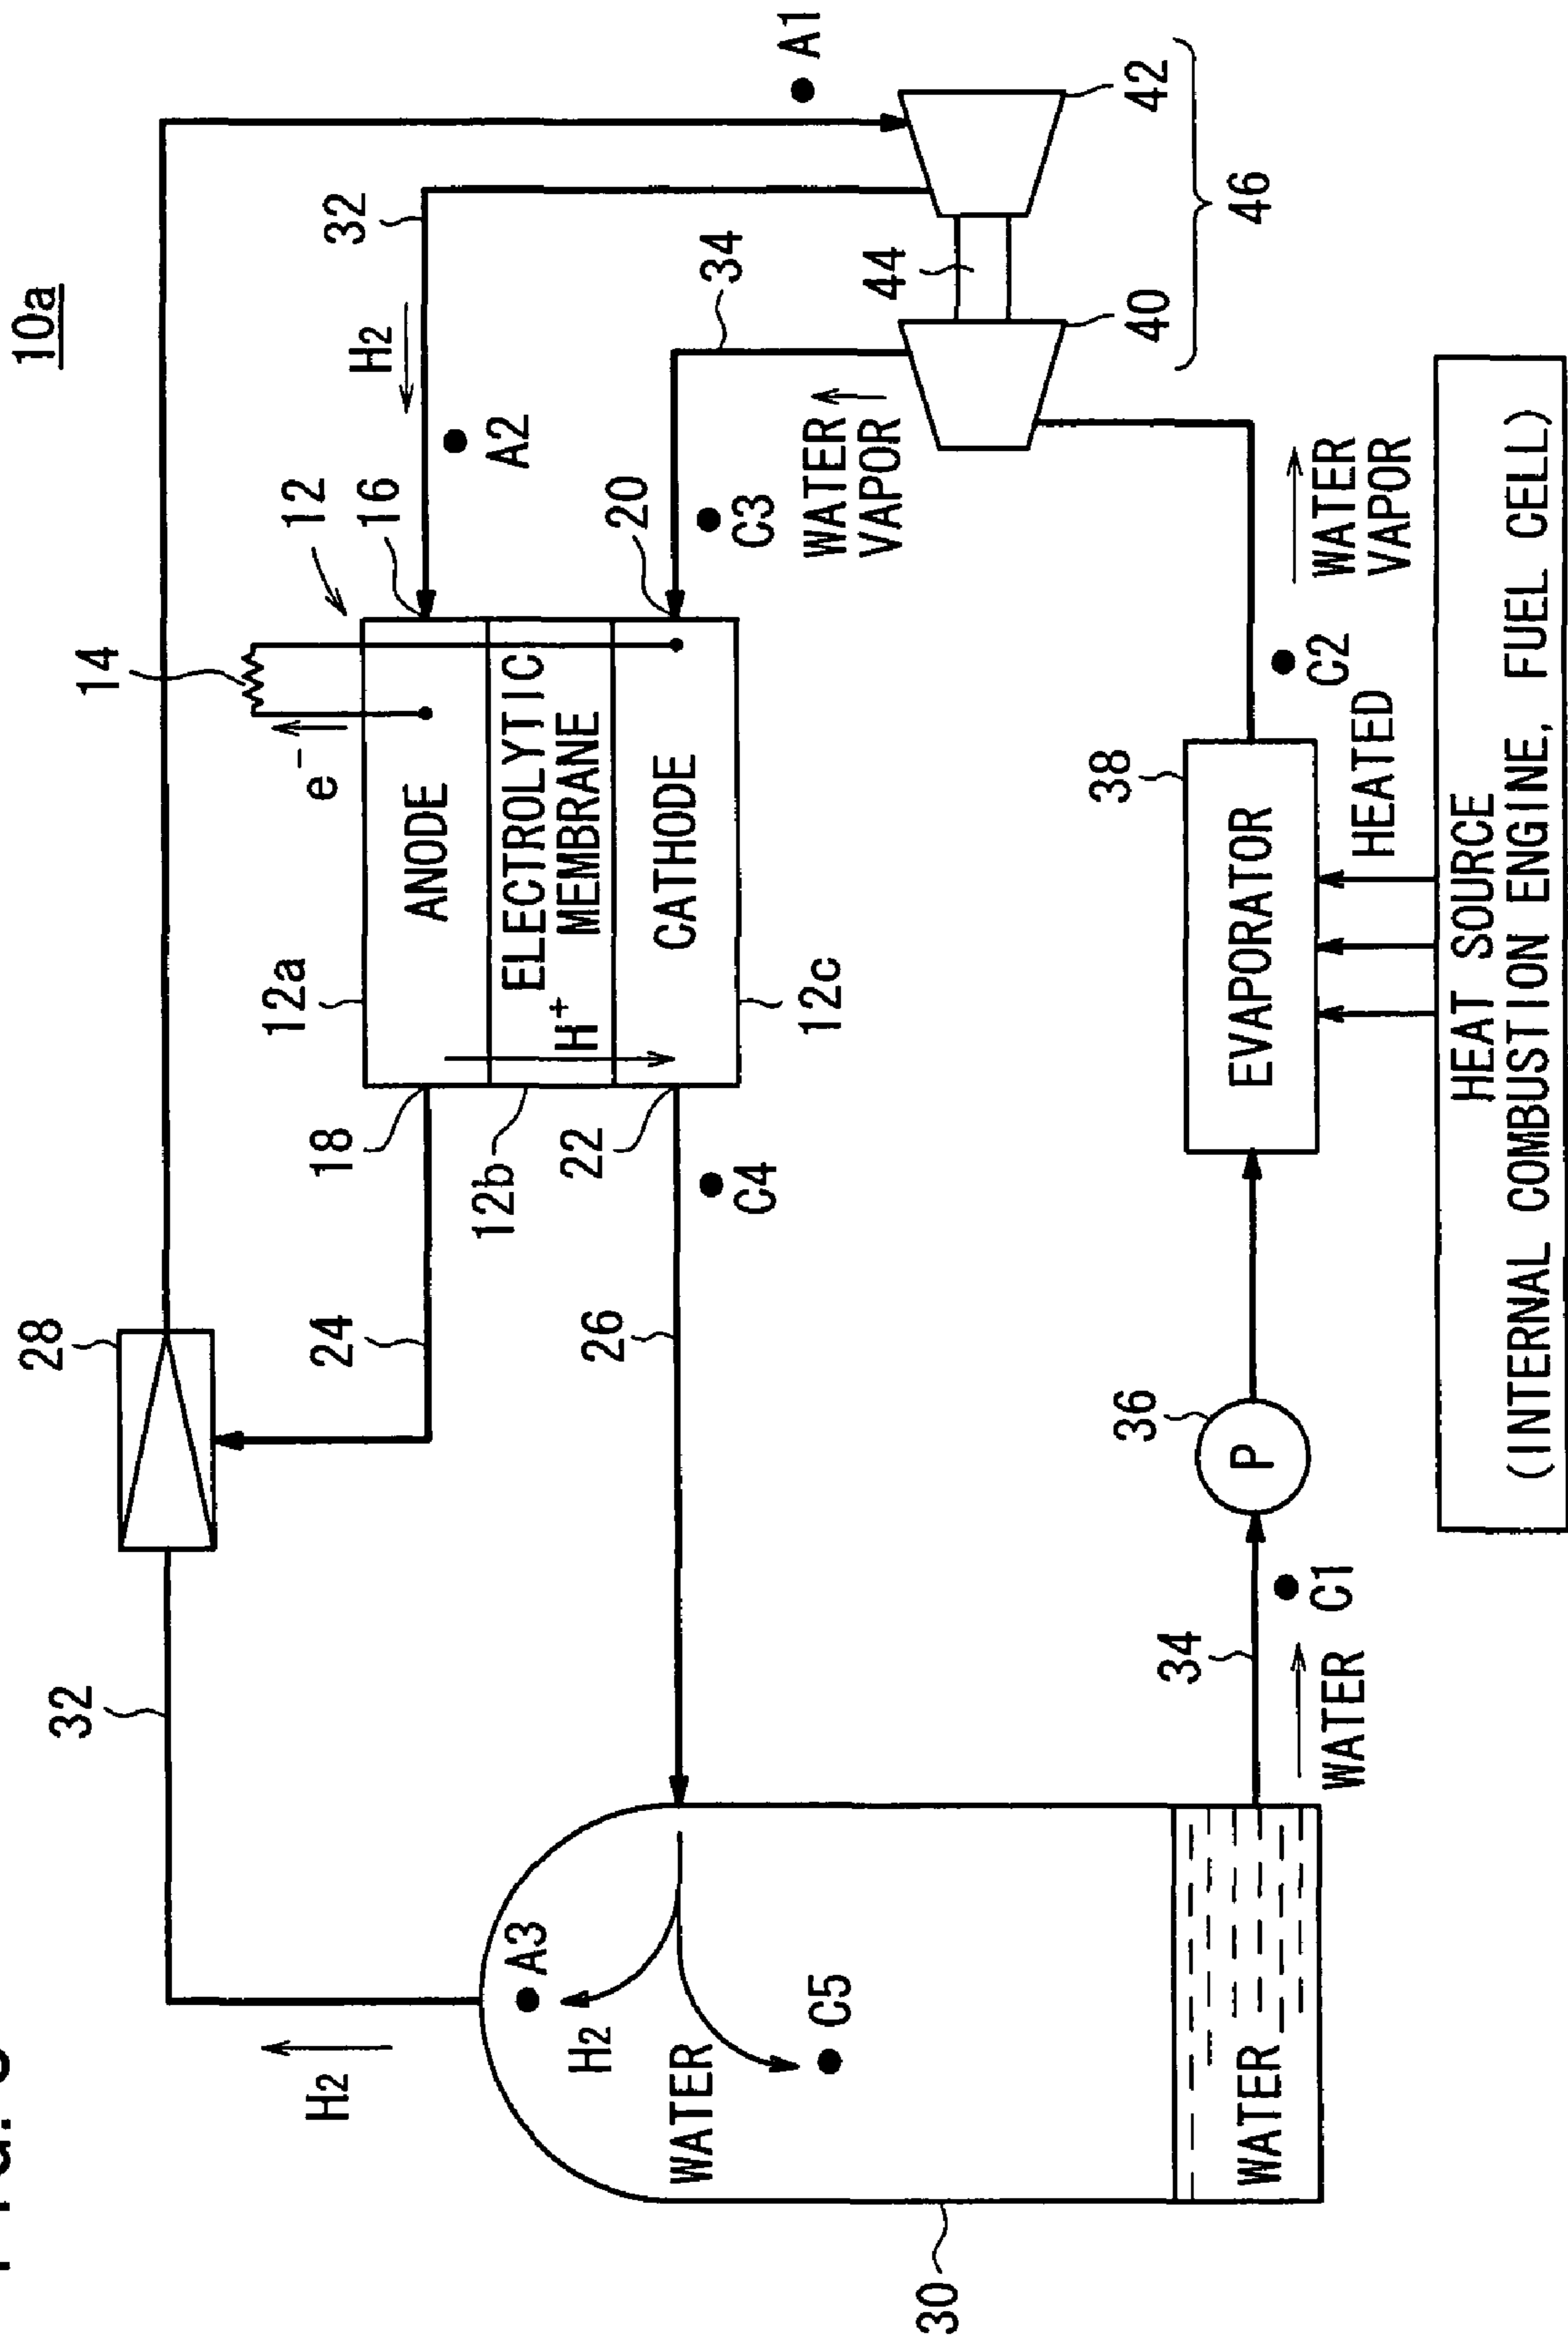 10a
28
32
14
H2
24
18
12a
e−
12
32
16
H2
ANODE
A2
A3
H2
12b
ELECTROLYTIC
MEMBRANE
H+
26
22
20
34
WATER
CATHODE
C4
C3
A1
C5
12c
WATER
VAPOR
44
30
36
38
40
42
34
46
WATER
P
EVAPORATOR
C1
C2
WATER
HEATED
WATER
VAPOR
HEAT SOURCE
(INTERNAL COMBUSTION ENGINE, FUEL CELL)